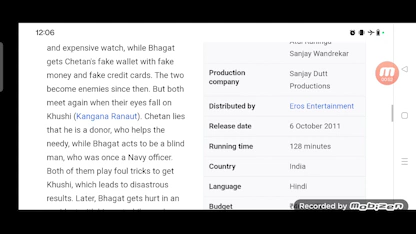 12:06
and expensive watch, while Bhagat
gets Chetan's fake wallet with fake
money and fake credit cards. The two
become enemies since then. But both
meet again when their eyes fall on
Khushi (Kangana Ranaut). Chetan lies
that he is a donor, who helps the
needy, while Bhagat acts to be a blind
man, who was once a Navy officer.
Both of them play foul tricks to get
Khushi, which leads to disastrous
results. Later, Bhagat gets hurt in an
Sanjay Wandrekar
Production company
Sanjay Dutt
Productions
Distributed by
Eros Entertainment
Release date
6 October 2011
Running time
128 minutes
Country
India
Language
Hindi
Budget
Recorded by mobizen